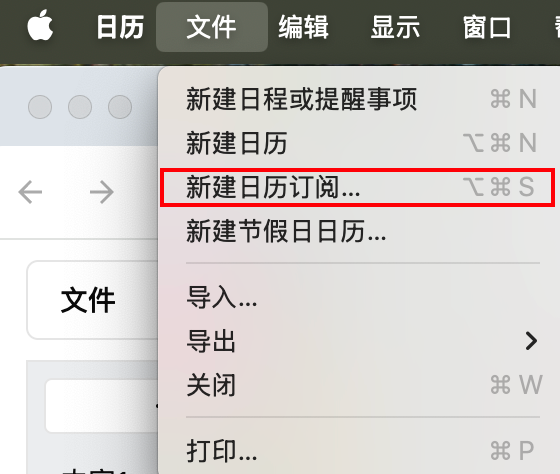 日历 文件 编辑 显示 窗口
新建日程或提醒事项 ⌘ N
新建日历 ⌥ ⌘ N
新建日历订阅... ⌥ ⌘ S
新建节假日日历...
文件
导入...
导出
关闭 ⌘ W
打印... ⌘ P